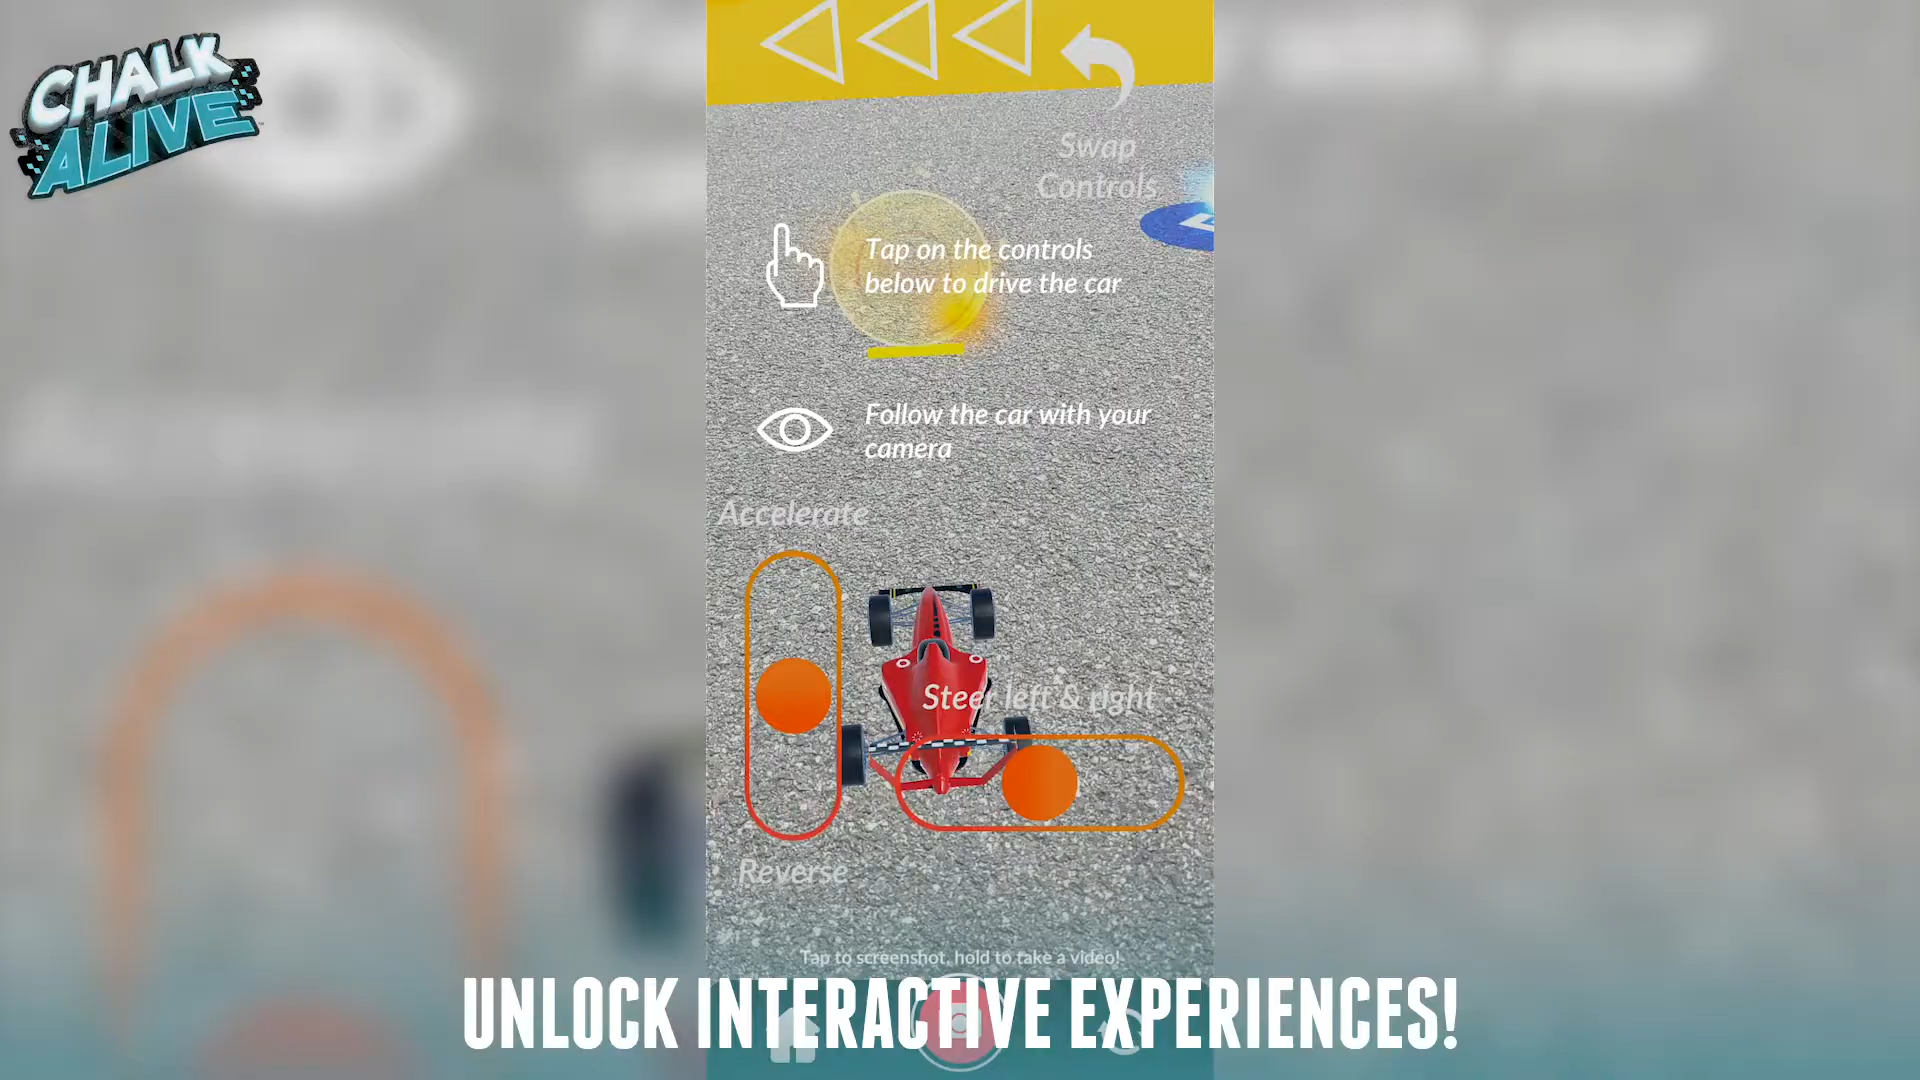 CHALK
ALIVE
Swap
Controls
Tap on the controls
below to drive the car
Follow the car with your
camera
Accelerate
Steer left & right
Reverse
Tap to screenshot, hold to take a video!
UNLOCK INTERACTIVE EXPERIENCES!